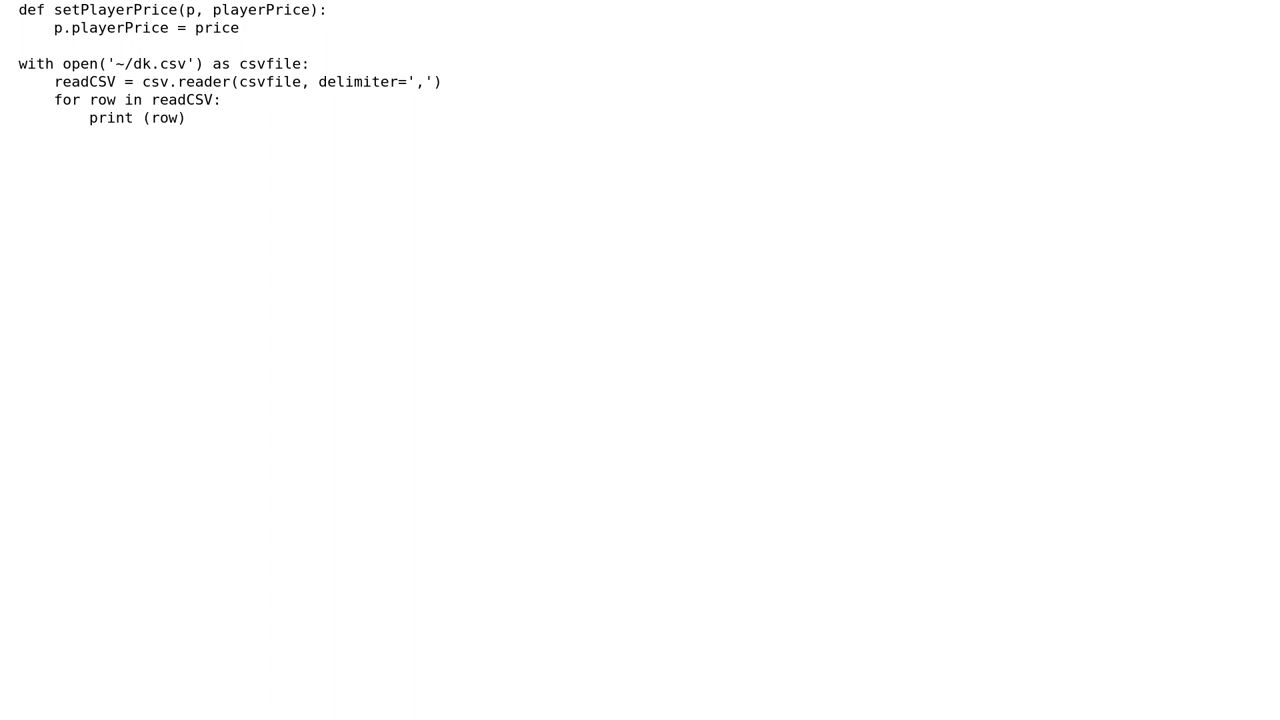 def setPlayerPrice(p, playerPrice):
    p.playerPrice = price

with open('~/dk.csv') as csvfile:
    readCSV = csv.reader(csvfile, delimiter=',')
    for row in readCSV:
        print (row)